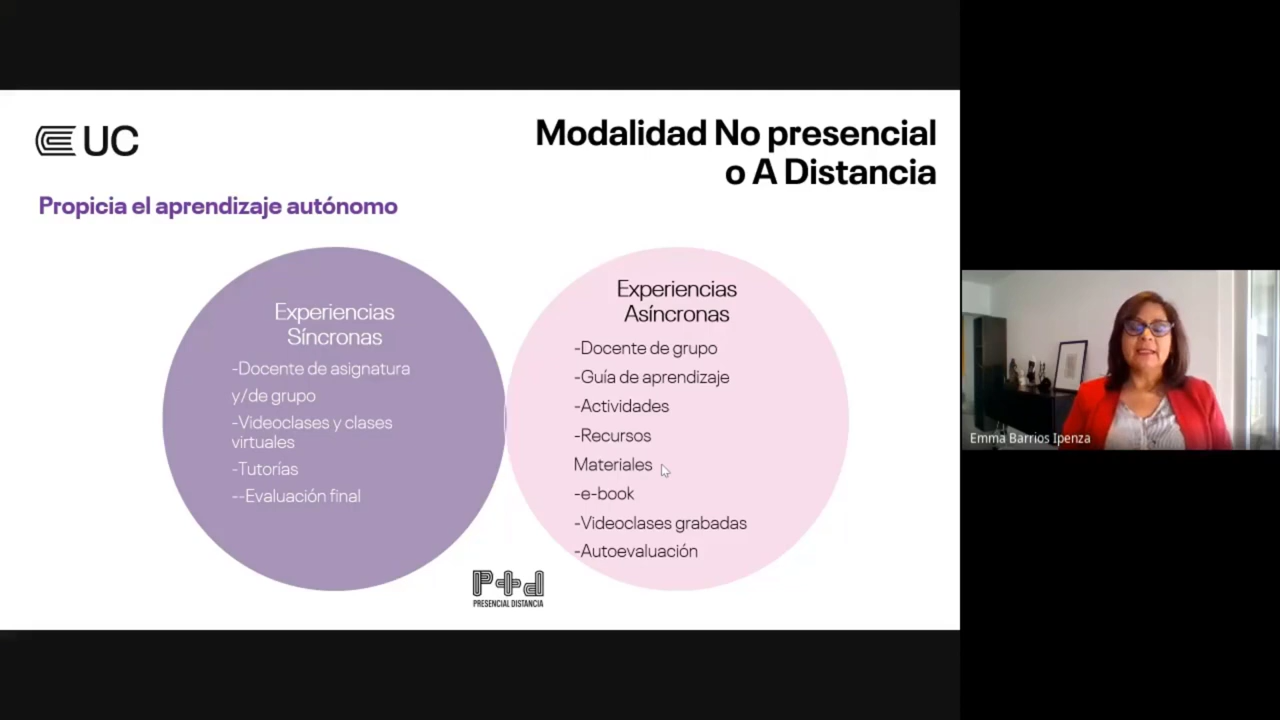 UC
Modalidad No presencial
o A Distancia
Propicia el aprendizaje autónomo
Experiencias
Síncronas
-Docente de asignatura
y/de grupo
-Videoclases y clases
virtuales
-Tutorías
--Evaluación final
Experiencias
Asíncronas
-Docente de grupo
-Guía de aprendizaje
-Actividades
-Recursos
Materiales
-e-book
-Videoclases grabadas
-Autoevaluación
P+d
PRESENCIAL DISTANCIA
Emma Barrios Ipenza